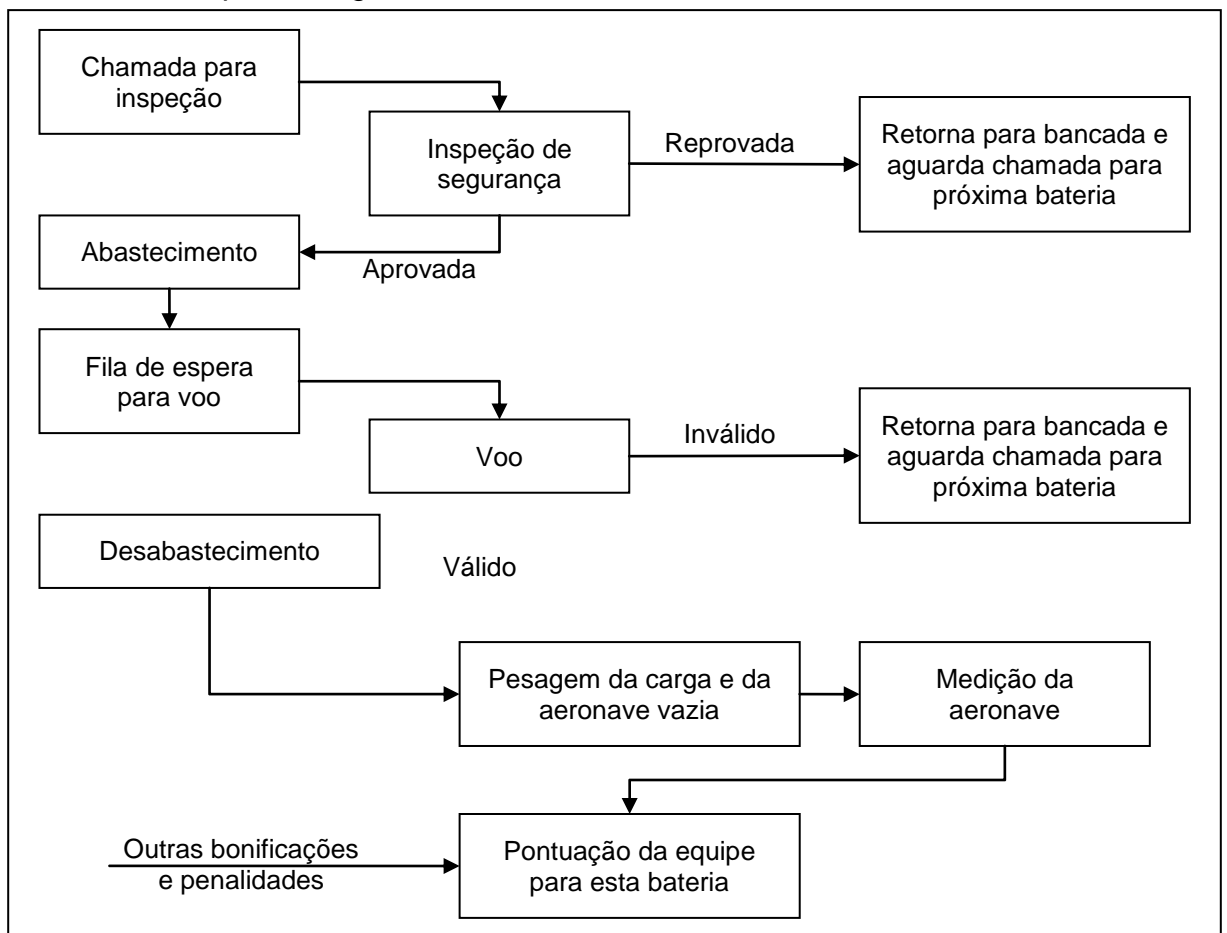 Chamada para
inspeção
Inspeção de
segurança
Reprovada
Retorna para bancada e
aguarda chamada para
próxima bateria
Abastecimento
Aprovada
Fila de espera
para voo
Voo
Inválido
Retorna para bancada e
aguarda chamada para
próxima bateria
Desabastecimento
Válido
Pesagem da carga e da
aeronave vazia
Medição da
aeronave
Outras bonificações
e penalidades
Pontuação da equipe
para esta bateria